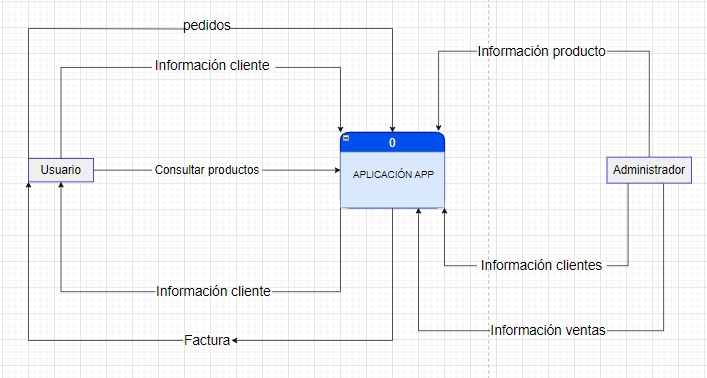 pedidos
Información producto
Información cliente
0
Usuario
Consultar productos
APLICACIÓN APP
Administrador
Información clientes
Información cliente
Información ventas
Factura